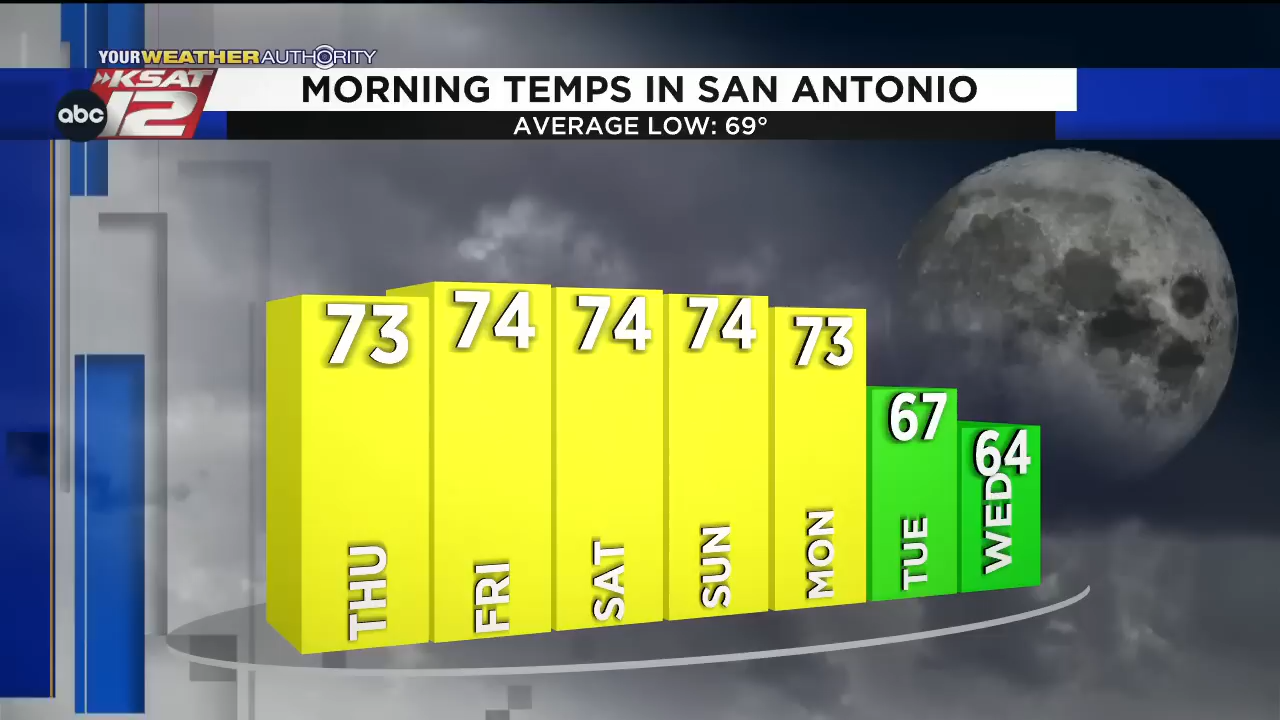 YOURWEATHERAUTHORITY
KSAT
abc 12
MORNING TEMPS IN SAN ANTONIO
AVERAGE LOW: 69°
73 74 74 74 73 67 64
THU FRI SAT SUN MON TUE WED